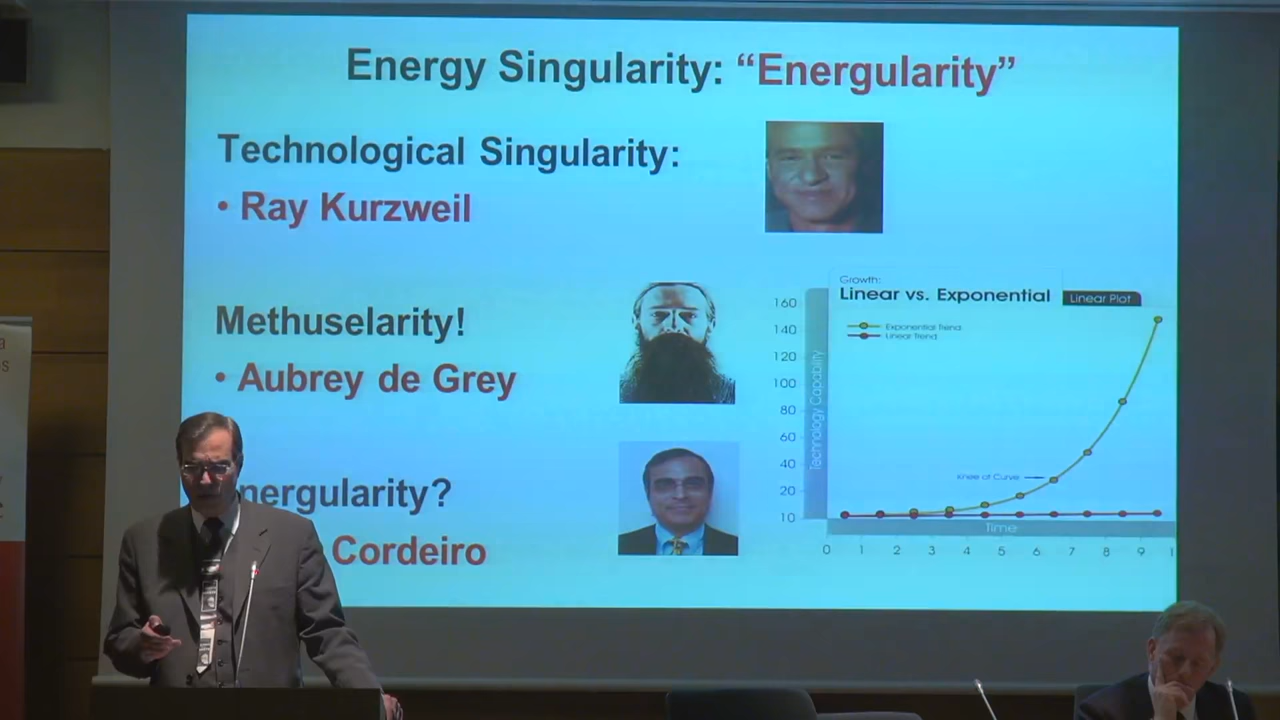 Energy Singularity: “Energularity”
Technological Singularity:
• Ray Kurzweil
Methuselarity!
• Aubrey de Grey
nergularity?
Cordeiro
Growth:
Linear vs. Exponential
Linear Plot
Exponential Trend
Linear Trend
160
140
120
100
80
60
40
20
10
Technology Capability
Knee of Curve
Time
0 1 2 3 4 5 6 7 8 9 1
a
os